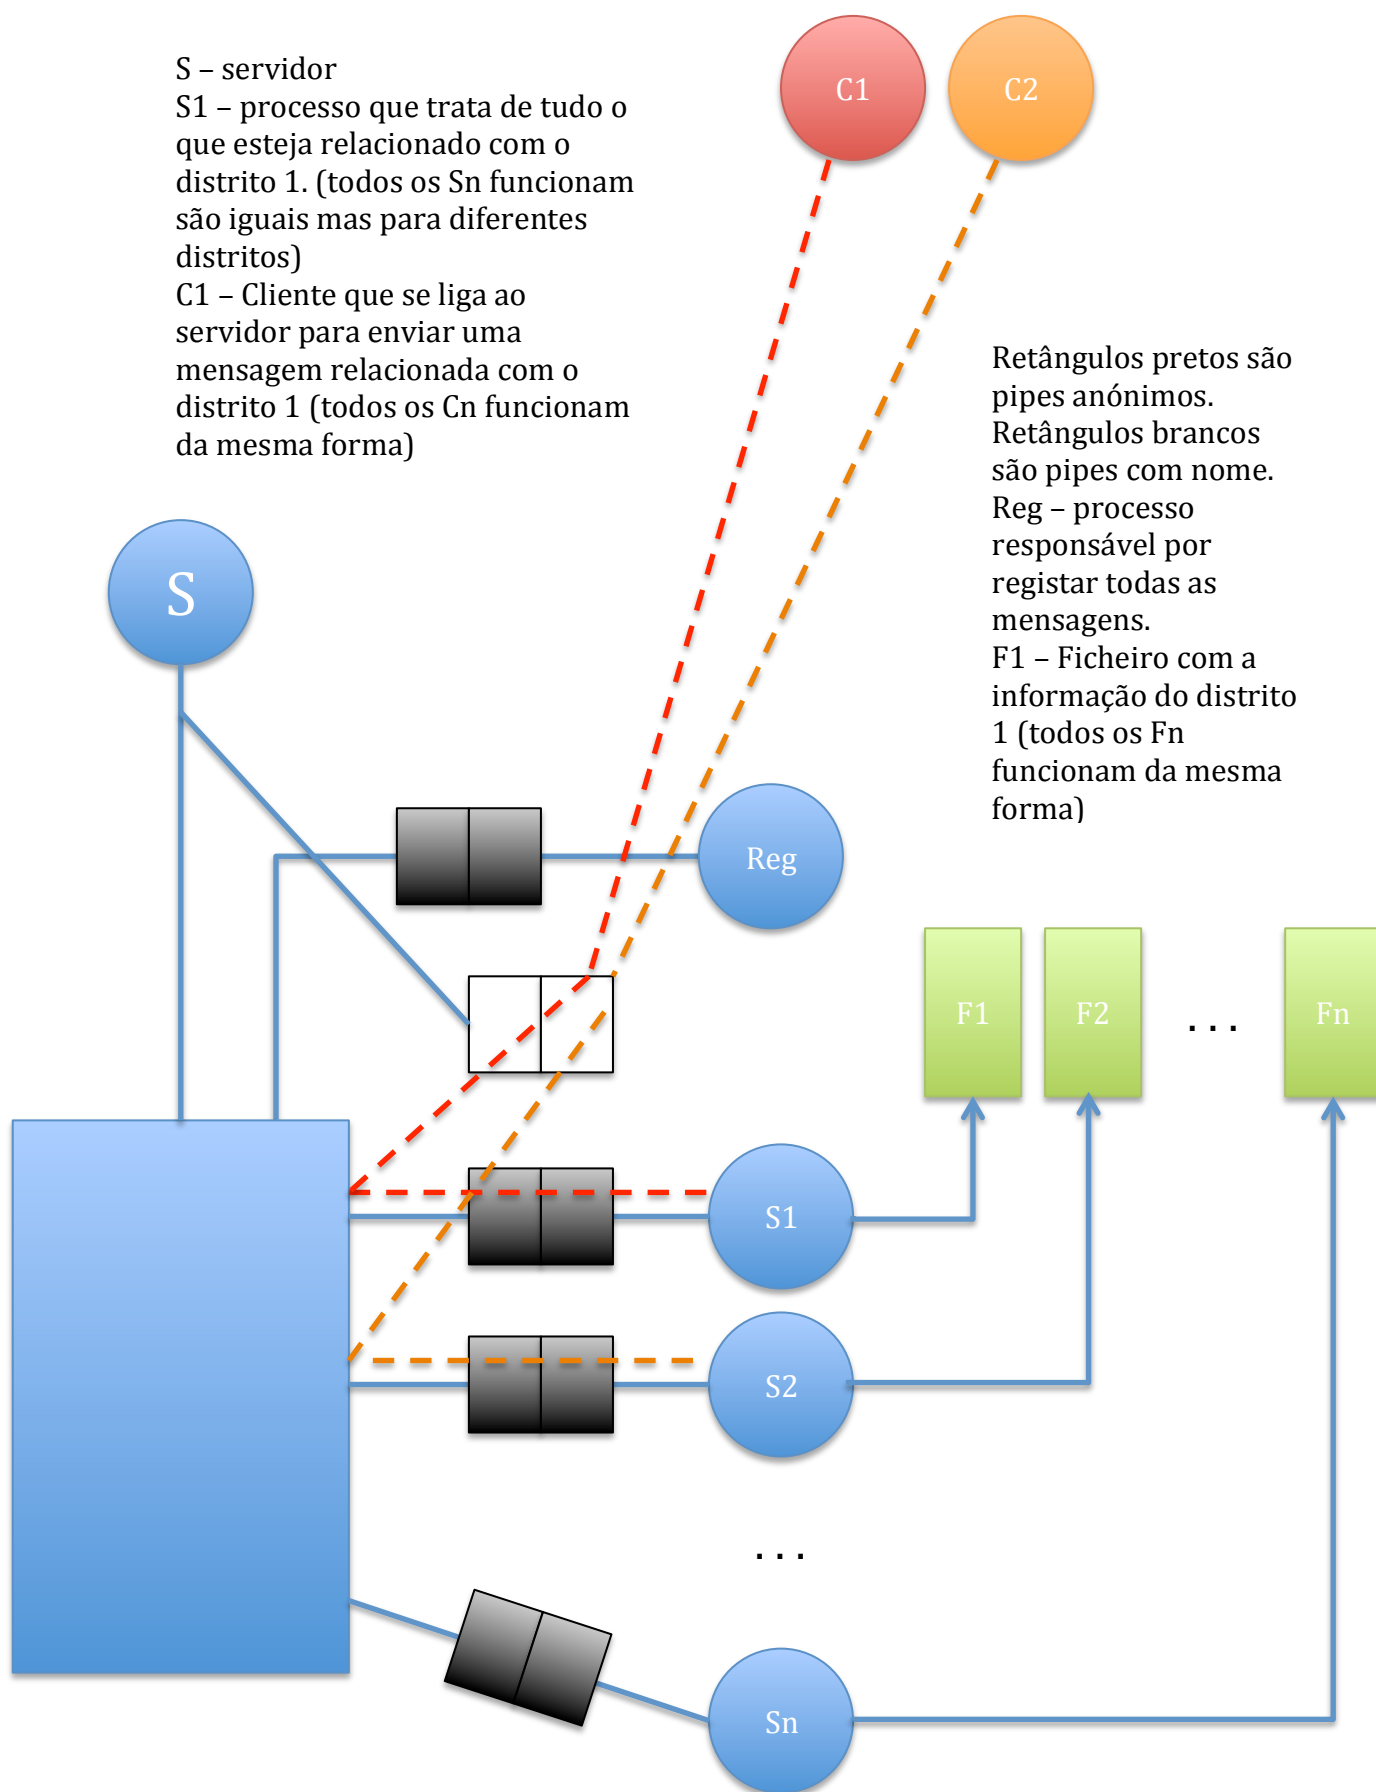 S – servidor
S1 – processo que trata de tudo o
que esteja relacionado com o
distrito 1. (todos os Sn funcionam
são iguais mas para diferentes
distritos)
C1 – Cliente que se liga ao
servidor para enviar uma
mensagem relacionada com o
distrito 1 (todos os Cn funcionam
da mesma forma)
C1
C2
Retângulos pretos são
pipes anónimos.
Retângulos brancos
são pipes com nome.
Reg – processo
responsável por
registar todas as
mensagens.
F1 – Ficheiro com a
informação do distrito
1 (todos os Fn
funcionam da mesma
forma)
S
Reg
F1
F2
. . .
Fn
S1
S2
. . .
Sn